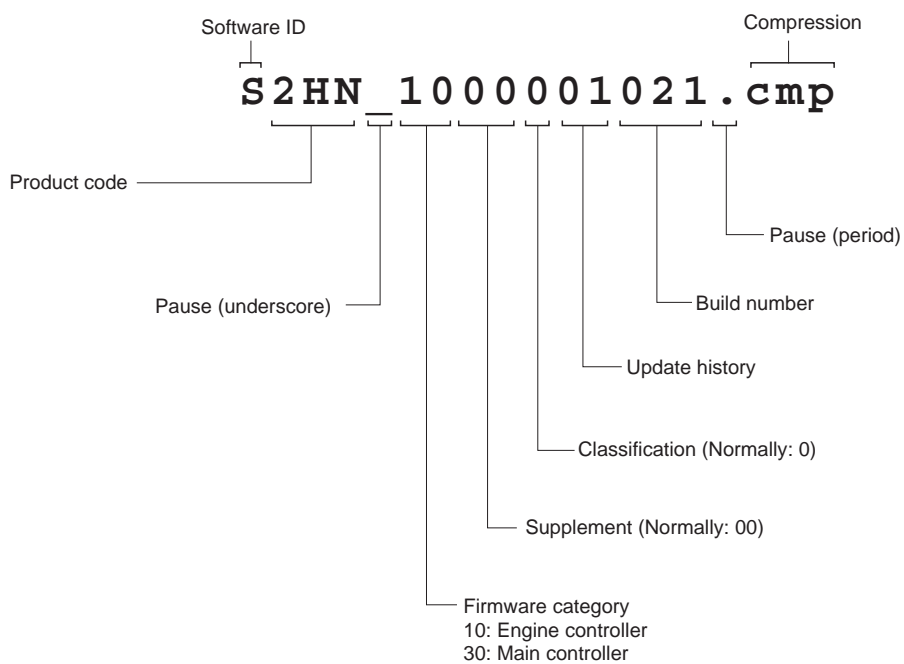 Software ID
Compression
S2HN_1000001021.cmp
Product code
Pause (period)
Pause (underscore)
Build number
Update history
Classification (Normally: 0)
Supplement (Normally: 00)
Firmware category
10: Engine controller
30: Main controller